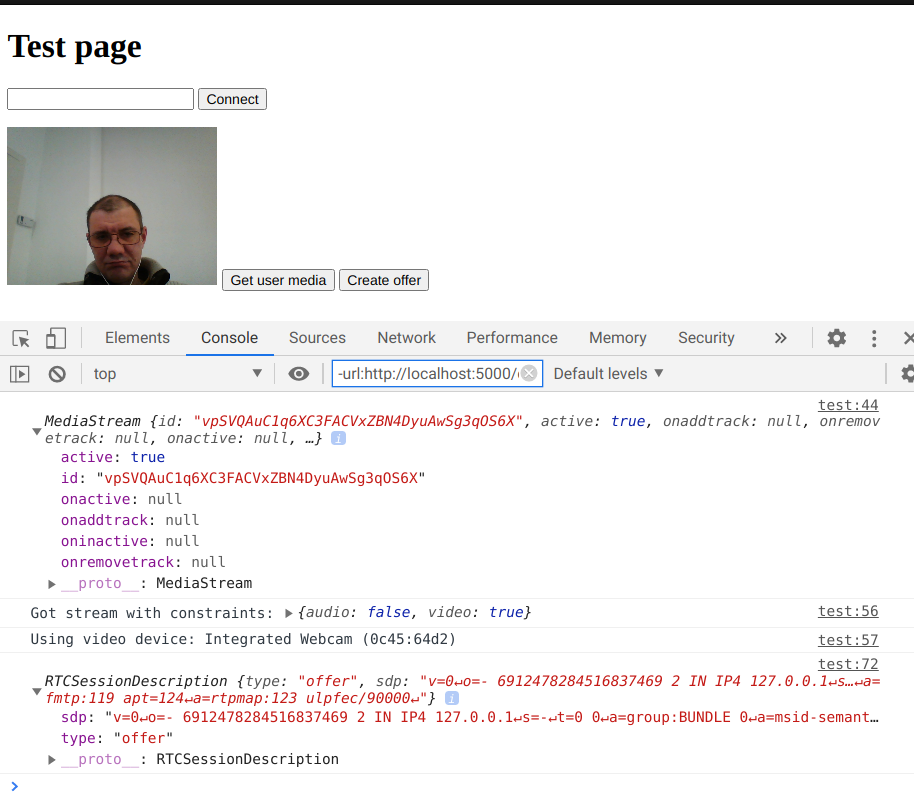 Test page
Connect
Get user media Create offer
Elements Console Sources Network Performance Memory Security »
top -url:http://localhost:5000/ Default levels
test:44
MediaStream {id: "vpSVQAuC1q6XC3FACVxZBN4DyuAwSg3qOS6X", active: true, onaddtrack: null, onremov
etrack: null, onactive: null, …} i
active: true
id: "vpSVQAuC1q6XC3FACVxZBN4DyuAwSg3qOS6X"
onactive: null
onaddtrack: null
oninactive: null
onremovetrack: null
__proto__: MediaStream
Got stream with constraints: {audio: false, video: true} test:56
Using video device: Integrated Webcam (0c45:64d2) test:57
test:72
RTCSessionDescription {type: "offer", sdp: "v=0↵o=- 6912478284516837469 2 IN IP4 127.0.0.1↵s…↵a=
fmtp:119 apt=124↵a=rtpmap:123 ulpfec/90000↵"} i
sdp: "v=0↵o=- 6912478284516837469 2 IN IP4 127.0.0.1↵s=-↵t=0 0↵a=group:BUNDLE 0↵a=msid-semant…
type: "offer"
__proto__: RTCSessionDescription